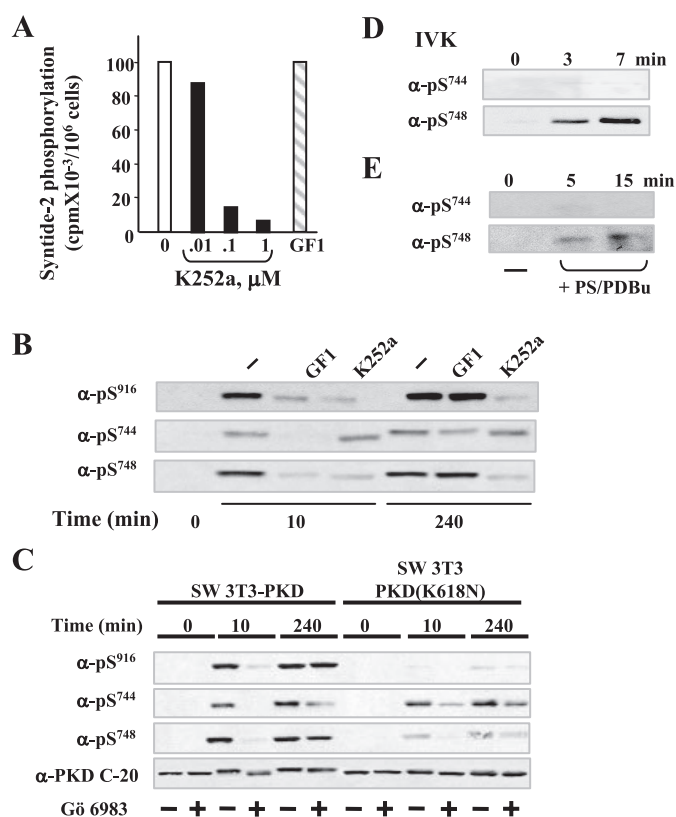 A
Syntide-2 phosphorylation
(cpmX10⁻³/10⁶ cells)
100
80
60
40
20
0
0 .01 .1 1 GF1
K252a, μM
D IVK
0 3 7 min
α-pS⁷⁴⁴
α-pS⁷⁴⁸
E
0 5 15 min
α-pS⁷⁴⁴
α-pS⁷⁴⁸
— + PS/PDBu
B
– GF1 K252a – GF1 K252a
α-pS⁹¹⁶
α-pS⁷⁴⁴
α-pS⁷⁴⁸
Time (min) 0 10 240
C
SW 3T3-PKD
SW 3T3
PKD(K618N)
Time (min) 0 10 240 0 10 240
α-pS⁹¹⁶
α-pS⁷⁴⁴
α-pS⁷⁴⁸
α-PKD C-20
Gö 6983 – + – + – + – + – + – +